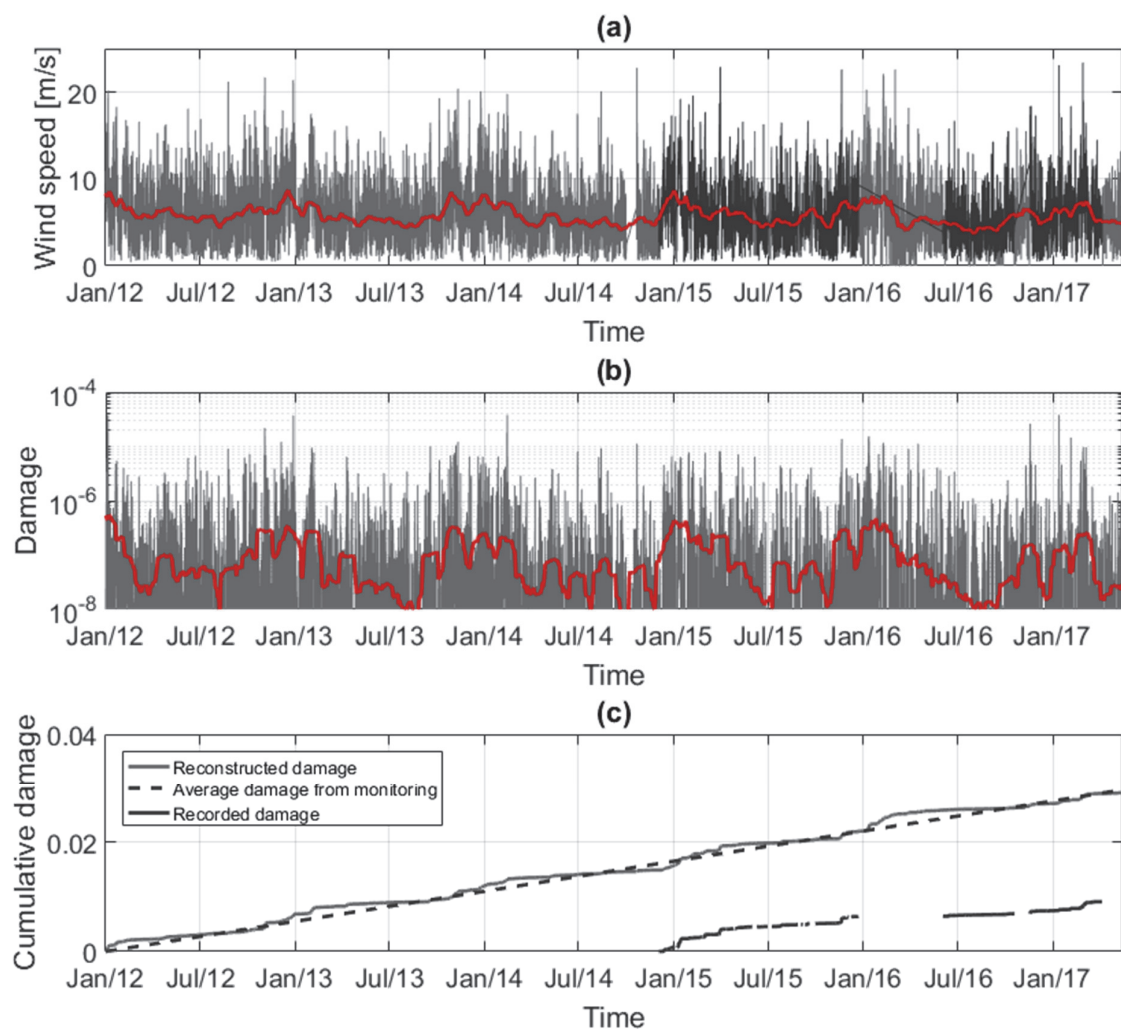 (a)
Wind speed [m/s]
20
10
0
Jan/12 Jul/12 Jan/13 Jul/13 Jan/14 Jul/14 Jan/15 Jul/15 Jan/16 Jul/16 Jan/17
Time
(b)
Damage
10^-4
10^-6
10^-8
Jan/12 Jul/12 Jan/13 Jul/13 Jan/14 Jul/14 Jan/15 Jul/15 Jan/16 Jul/16 Jan/17
Time
(c)
Cumulative damage
0.04
0.02
0
Reconstructed damage
Average damage from monitoring
Recorded damage
Jan/12 Jul/12 Jan/13 Jul/13 Jan/14 Jul/14 Jan/15 Jul/15 Jan/16 Jul/16 Jan/17
Time